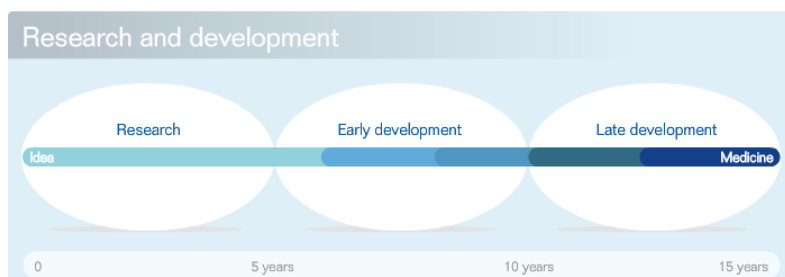 Research and development
Research Early development Late development
Idea Medicine
0 5 years 10 years 15 years